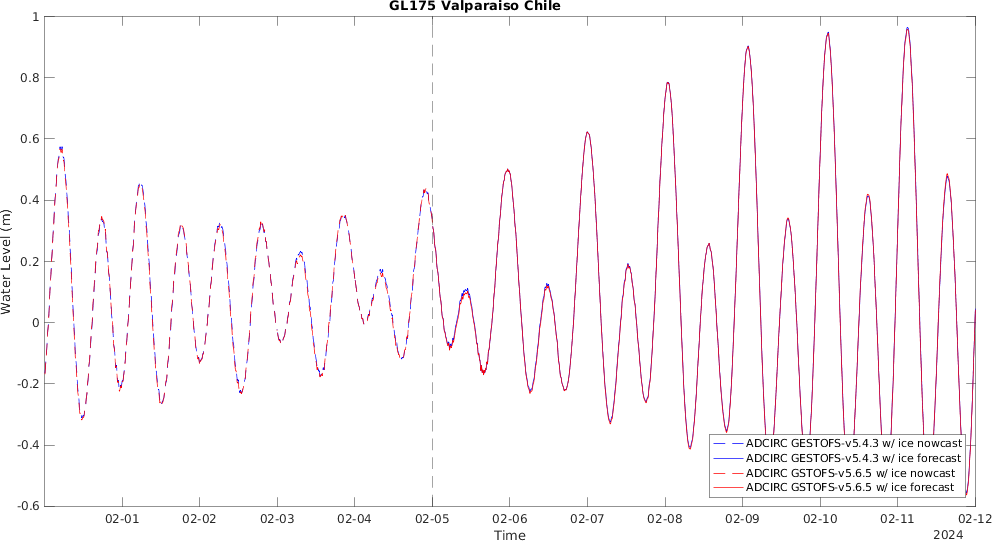 GL175 Valparaiso Chile
1
0.8
0.6
0.4
0.2
0
-0.2
-0.4
-0.6
Water Level (m)
ADCIRC GESTOFS-v5.4.3 w/ ice nowcast
ADCIRC GESTOFS-v5.4.3 w/ ice forecast
ADCIRC GSTOFS-v5.6.5 w/ ice nowcast
ADCIRC GSTOFS-v5.6.5 w/ ice forecast
02-01 02-02 02-03 02-04 02-05 02-06 02-07 02-08 02-09 02-10 02-11 02-12
Time
2024